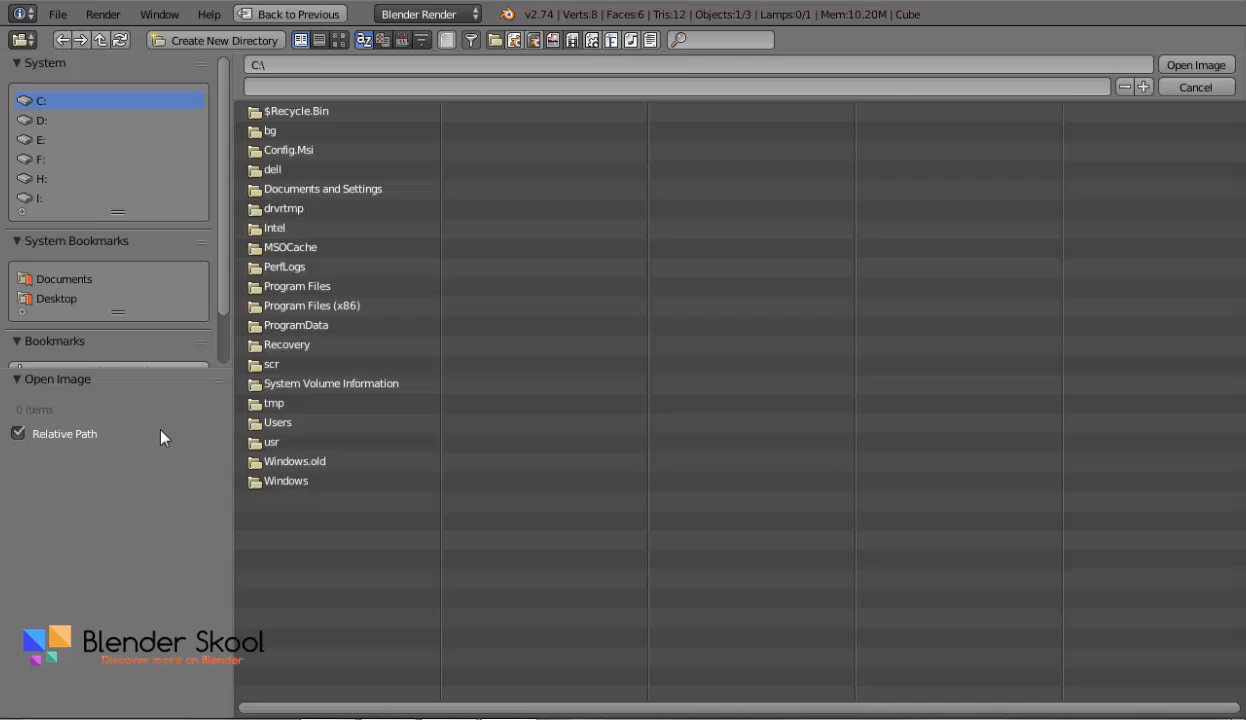 File Render Window Help Back to Previous Blender Render v2.74 | Verts:8 | Faces:6 | Tris:12 | Objects:1/3 | Lamps:0/1 | Mem:10.20M | Cube
Create New Directory
System
C:
D:
E:
F:
H:
I:
System Bookmarks
Documents
Desktop
Bookmarks
Open Image
0 items
Relative Path
C:\
Open Image
Cancel
$Recycle.Bin
bg
Config.Msi
dell
Documents and Settings
drvrtmp
Intel
MSOCache
PerfLogs
Program Files
Program Files (x86)
ProgramData
Recovery
scr
System Volume Information
tmp
Users
usr
Windows.old
Windows
Blender Skool
Discover more on Blender